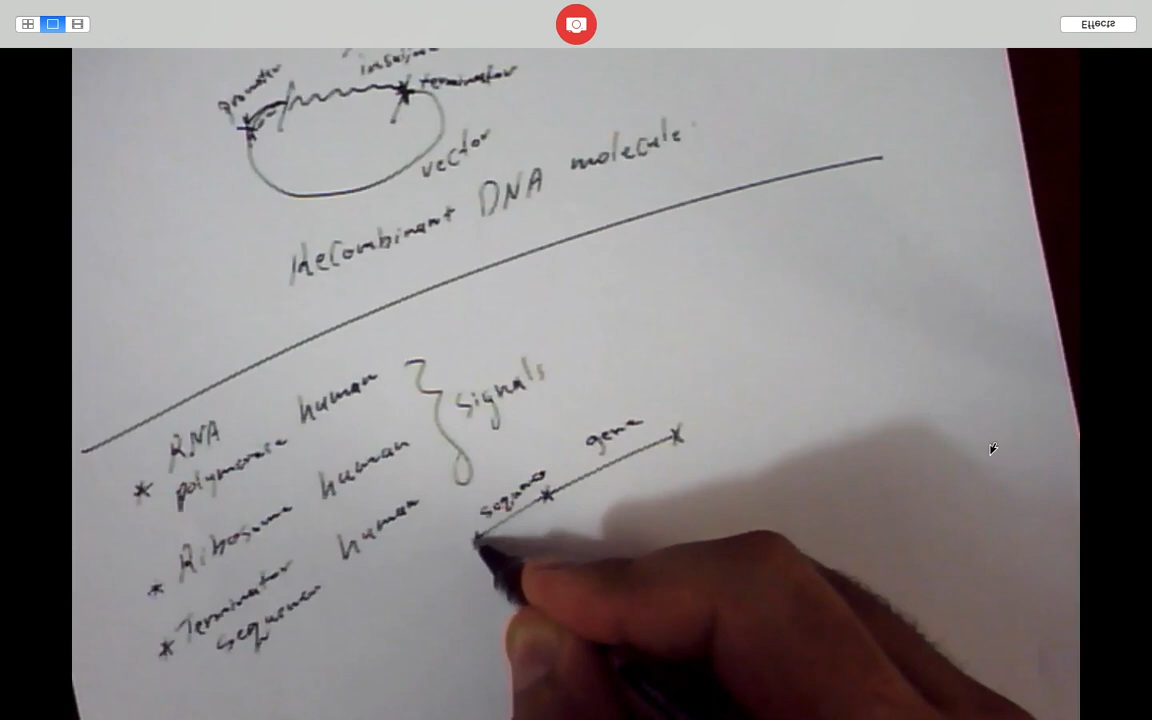 Effects
promoter
insulin
terminator
vector
Recombinant DNA molecule
* RNA
polymerase human
* Ribosome human
* Terminator
sequence human
} signals
sequence
gene